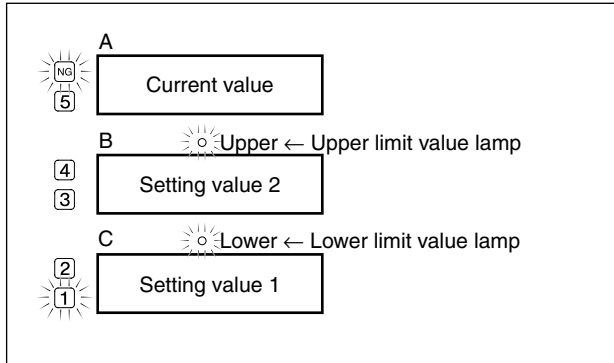 A
NG
Current value
5
B
Upper ← Upper limit value lamp
4
Setting value 2
3
C
Lower ← Lower limit value lamp
2
Setting value 1
1